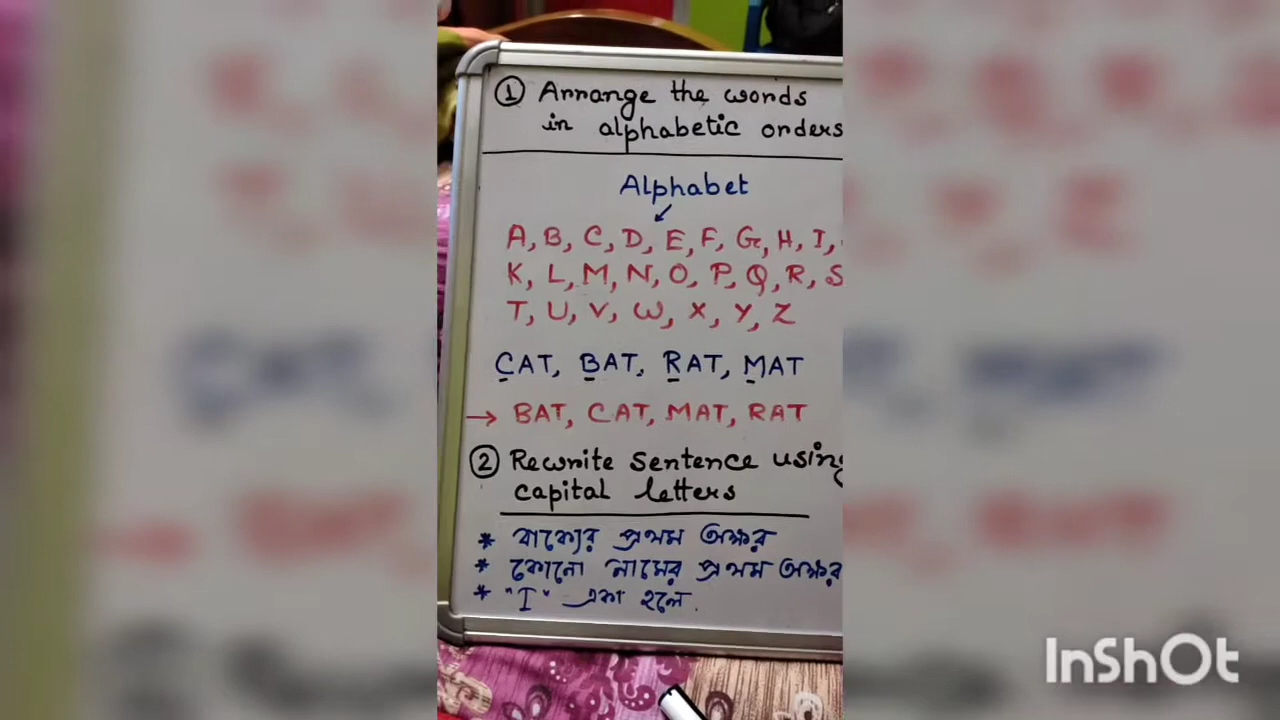 ① Arrange the words
in alphabetic orders
Alphabet
A, B, C, D, E, F, G, H, I,
K, L, M, N, O, P, Q, R, S
T, U, V, W, X, Y, Z
CAT, BAT, RAT, MAT
→ BAT, CAT, MAT, RAT
② Rewrite sentence using
capital letters
* বাক্যের প্রথম অক্ষর
* কোনো নামের প্রথম অক্ষর
* "I" একা হলে.
InShOt